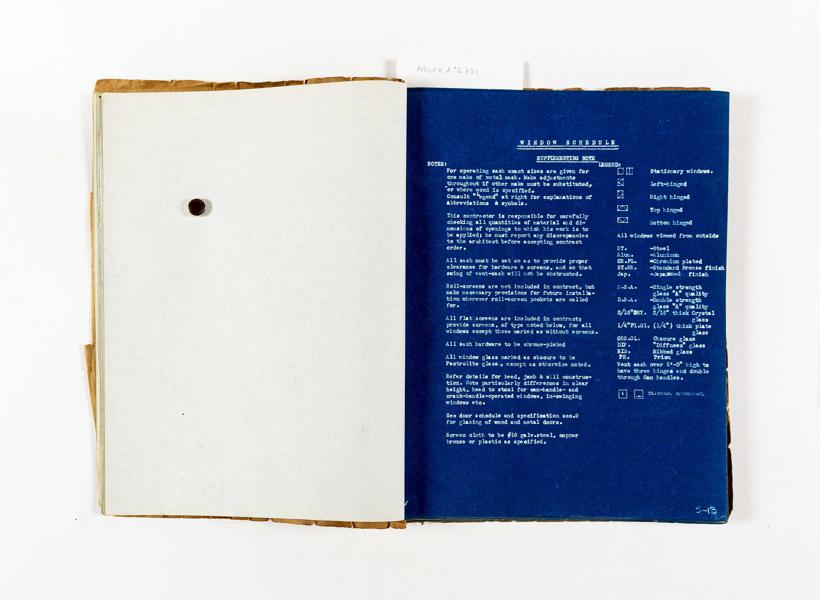 WINDOW SCHEDULE
SUPPLEMENTING NOTE
NOTES:
For operating sash exact sizes are given for
one make of metal sash. Make adjustments
throughout if other make must be substituted,
or where wood is specified.
Consult "legend" at right for explanations of
Abbreviations & symbols.
This contractor is responsible for carefully
checking all quantities of material and di-
mensions of openings to which his work is to
be applied; he must report any discrepancies
to the architect before accepting contract
order.
All sash must be set so as to provide proper
clearance for hardware & screens, and so that
swing of vent-sash will not be obstructed.
Roll-screens are not included in contract, but
make necessary provisions for future installa-
tion wherever roll-screen pockets are called
for.
All flat screens are included in contract;
provide screens, of type noted below, for all
windows except those marked as without screens.
All sash hardware to be chrome-plated
All window glass marked as obscure to be
Factrolite glass, except as otherwise noted.
Refer details for head, jamb & sill construc-
tion. Note particularly differences in clear
height, head to steel for cam-handle- and
crank-handle-operated windows, in-swinging
windows etc.
See door schedule and specification sec.9
for glazing of wood and metal doors.
Screen cloth to be #16 galv.steel, copper
bronze or plastic as specified.
LEGEND:
Stationary windows.
Left-hinged
Right hinged
Top hinged
Bottom hinged
All windows viewed from outside
ST. -Steel
Alum. -Aluminum
CH.PL. -Chromium plated
ST.BR. -Standard Bronze finish
Jap. -Japanned finish
S.S.A. -Single strength
glass "A" quality
D.S.A. -Double strength
glass "A" quality
3/16" CRY. 3/16" thick Crystal
glass
1/4"Pl.Gl. (1/4") thick plate
glass
OBS.GL. Obscure glass
DIF. "Diffusex" glass
RIB. Ribbed glass
PR. Prism
Vent sash over 5'-0" high to
have three hinges and double
through Cam handles.
SLIDING WINDOWS
S-13